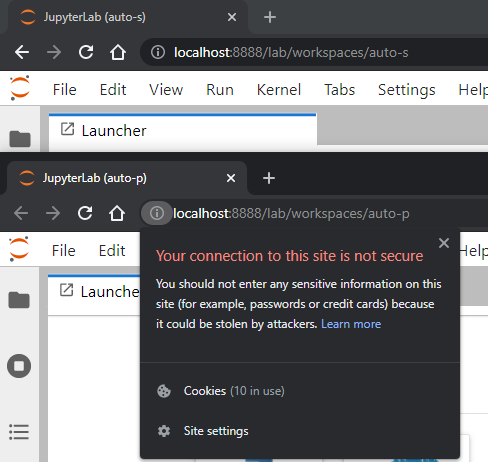 JupyterLab (auto-s)
localhost:8888/lab/workspaces/auto-s
File Edit View Run Kernel Tabs Settings Help
Launcher
JupyterLab (auto-p)
localhost:8888/lab/workspaces/auto-p
File Edit Help
Launcher
Your connection to this site is not secure
You should not enter any sensitive information on this
site (for example, passwords or credit cards) because
it could be stolen by attackers. Learn more
Cookies (10 in use)
Site settings